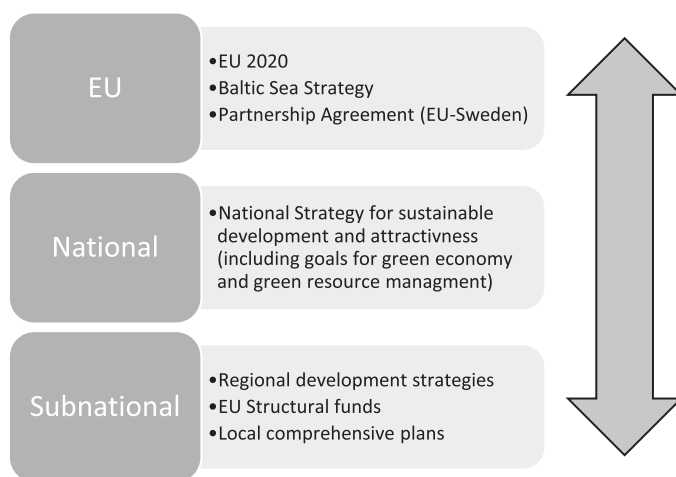 EU
•EU 2020
•Baltic Sea Strategy
•Partnership Agreement (EU-Sweden)
National
•National Strategy for sustainable
development and attractivness
(including goals for green economy
and green resource managment)
Subnational
•Regional development strategies
•EU Structural funds
•Local comprehensive plans